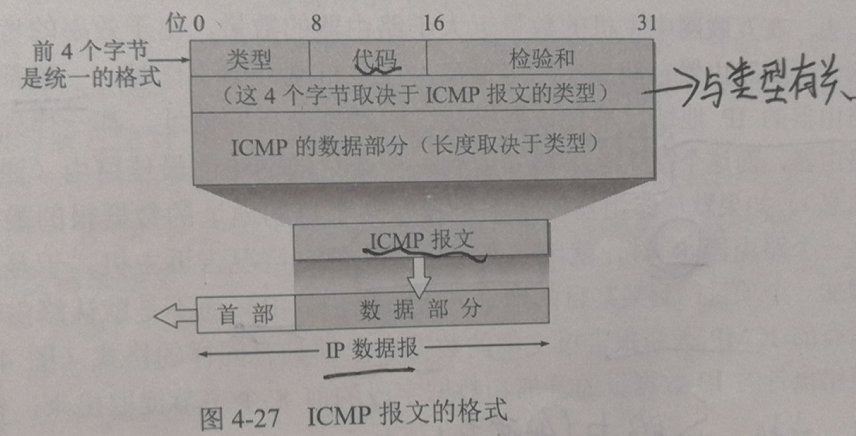 位 0 8 16 31
前 4 个字节
是统一的格式
类型 代码 检验和
（这 4 个字节取决于 ICMP 报文的类型） 与类型有关
ICMP 的数据部分（长度取决于类型）
ICMP 报文
首部 数据部分
IP 数据报
图 4-27 ICMP 报文的格式